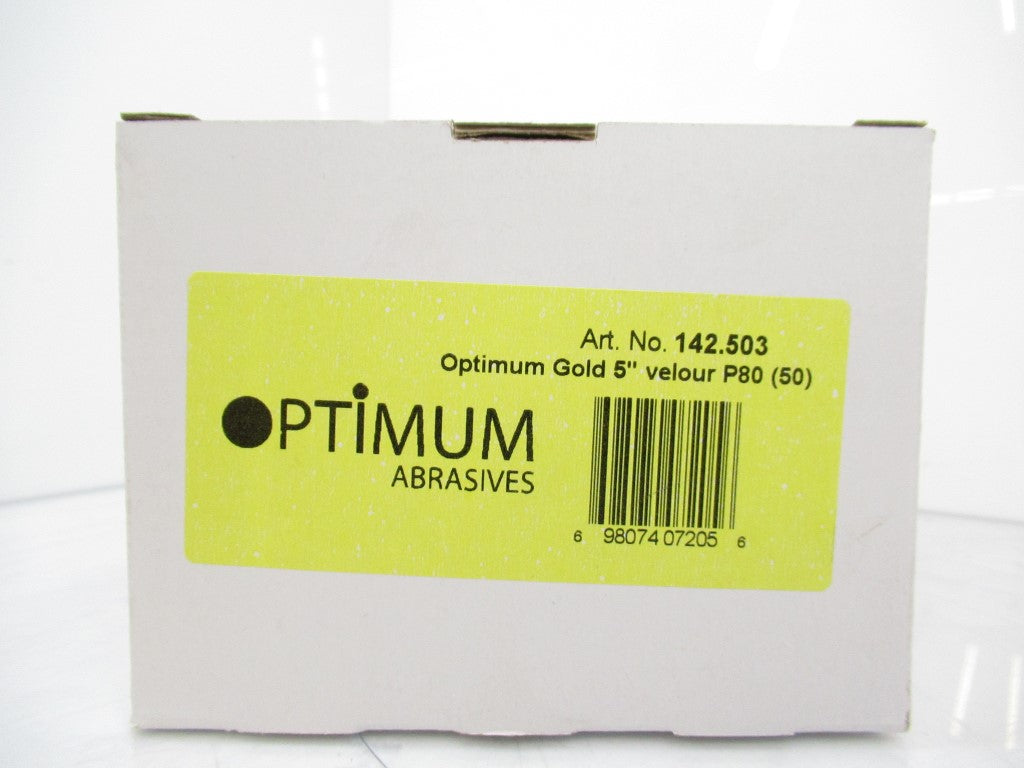 Art. No. 142.503
Optimum Gold 5" velour P80 (50)
OPTiMUM
ABRASIVES
6 98074 07205 6